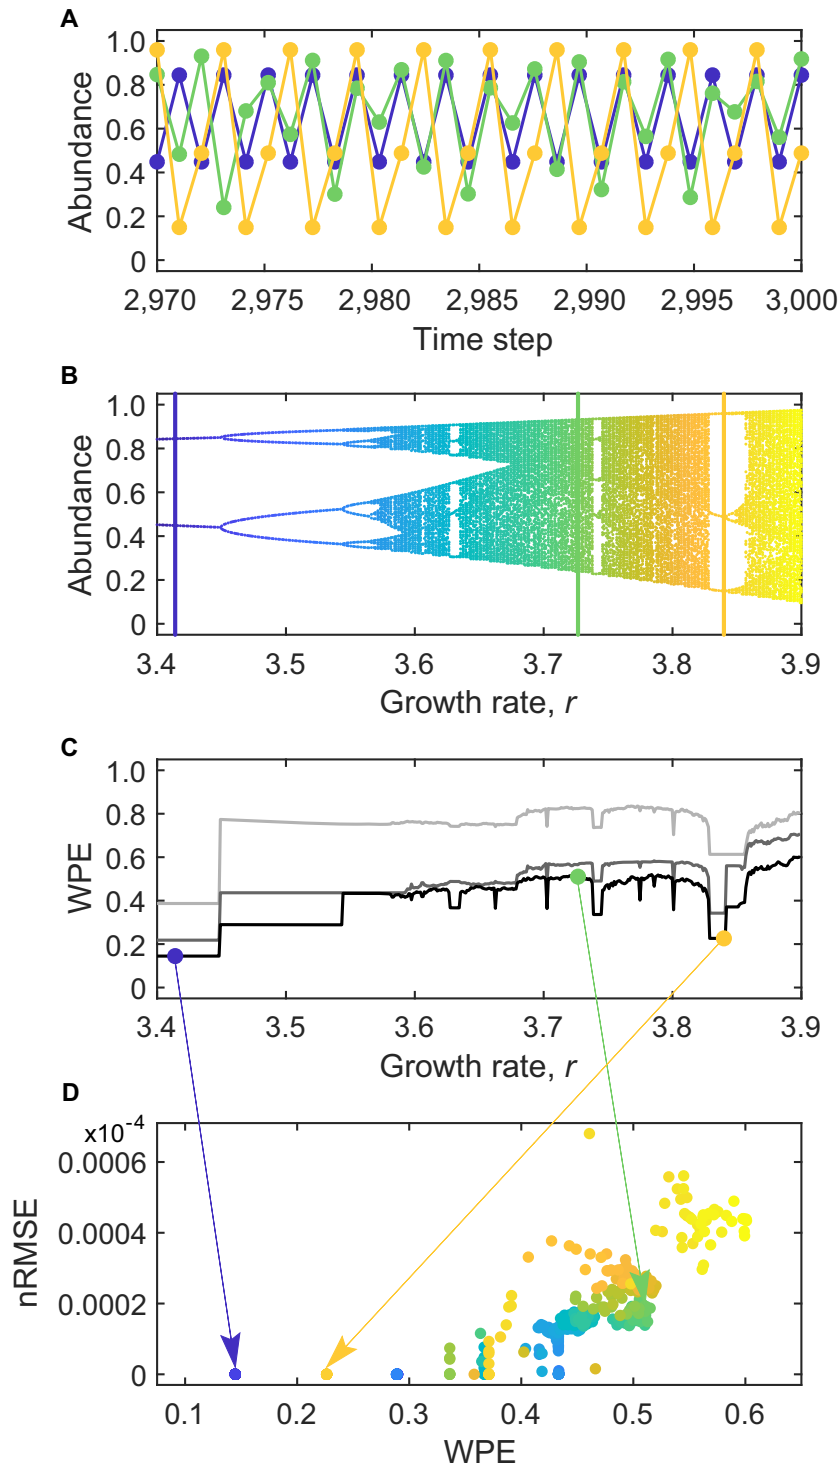 A
1.0
0.8
0.6
0.4
0.2
0
Abundance
2,970 2,975 2,980 2,985 2,990 2,995 3,000
Time step
B
1.0
0.8
0.6
0.4
0.2
0
Abundance
3.4 3.5 3.6 3.7 3.8 3.9
Growth rate, r
C
1.0
0.8
0.6
0.4
0.2
0
WPE
3.4 3.5 3.6 3.7 3.8 3.9
Growth rate, r
D
x10-4
0.0006
0.0004
0.0002
0
nRMSE
0.1 0.2 0.3 0.4 0.5 0.6
WPE